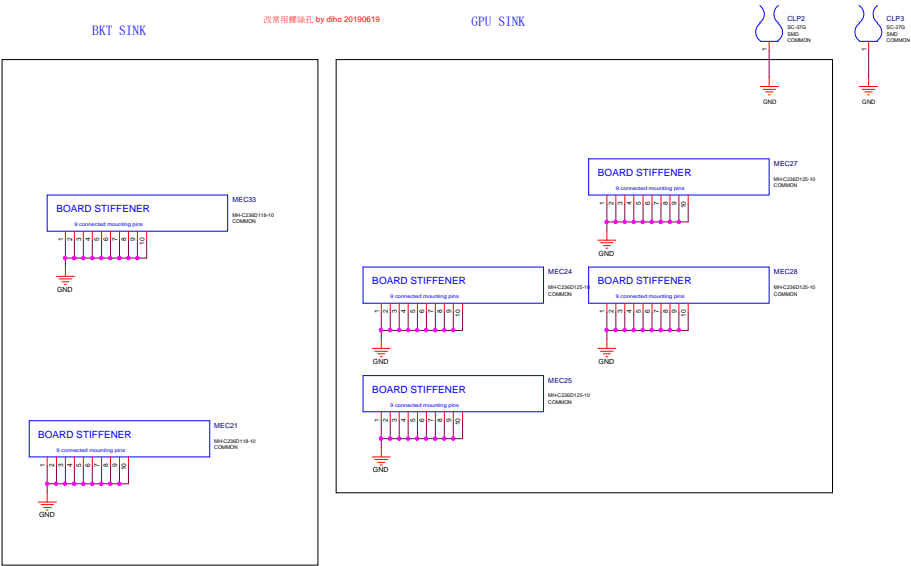 BKT SINK
改常用螺絲孔 by diho 20190619
GPU SINK
CLP2
SC-37G
SMD
COMMON
1
GND
CLP3
SC-37G
SMD
COMMON
1
GND
BOARD STIFFENER
9 connected mounting pins
MEC33
MH-C236D118-10
COMMON
1 2 3 4 5 6 7 8 9 10
GND
BOARD STIFFENER
9 connected mounting pins
MEC21
MH-C236D118-10
COMMON
1 2 3 4 5 6 7 8 9 10
GND
BOARD STIFFENER
9 connected mounting pins
MEC27
MH-C236D125-10
COMMON
1 2 3 4 5 6 7 8 9 10
GND
BOARD STIFFENER
9 connected mounting pins
MEC24
MH-C236D125-10
COMMON
1 2 3 4 5 6 7 8 9 10
GND
BOARD STIFFENER
9 connected mounting pins
MEC28
MH-C236D125-10
COMMON
1 2 3 4 5 6 7 8 9 10
GND
BOARD STIFFENER
9 connected mounting pins
MEC25
MH-C236D125-10
COMMON
1 2 3 4 5 6 7 8 9 10
GND